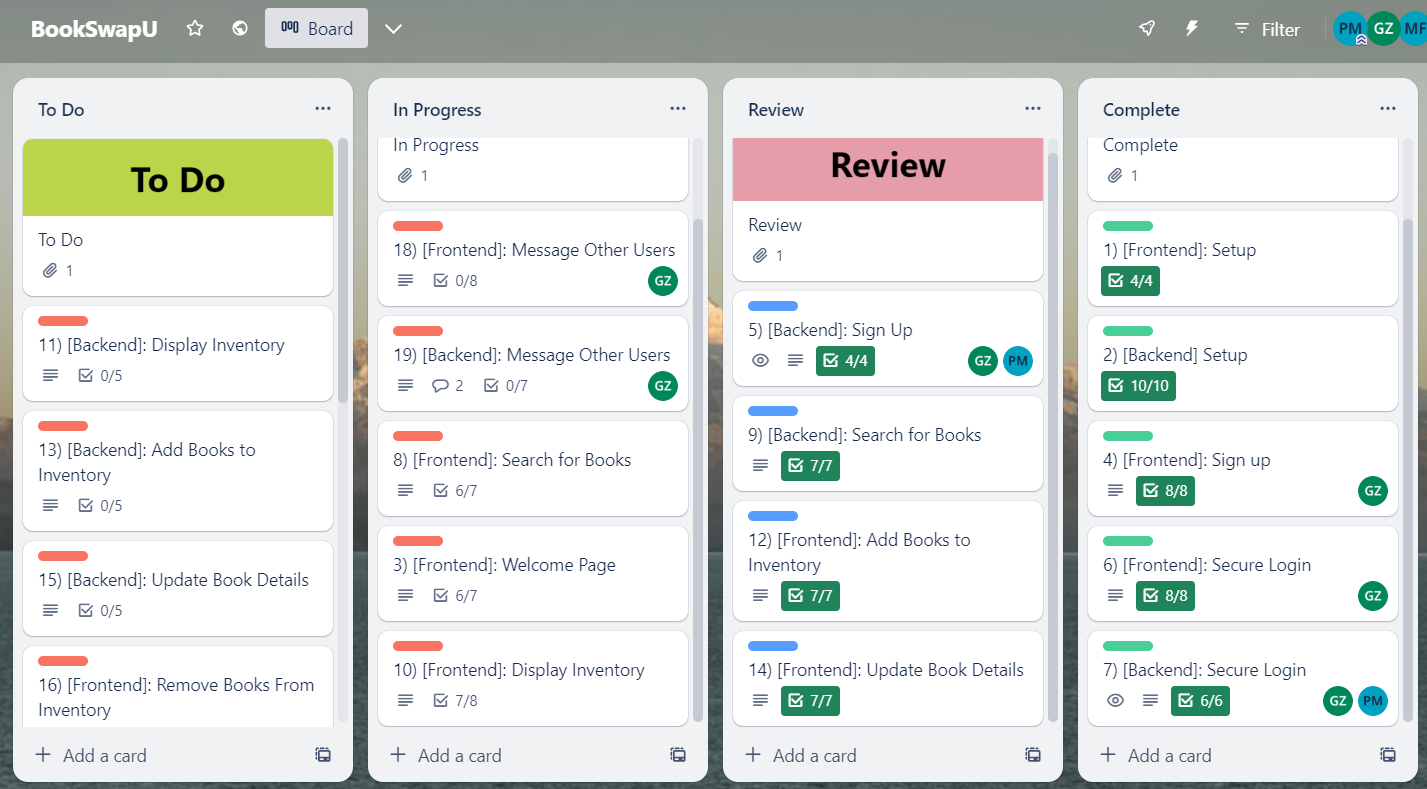 BookSwapU
Board
Filter
PM
GZ
MF
To Do
To Do
To Do
1
11) [Backend]: Display Inventory
0/5
13) [Backend]: Add Books to
Inventory
0/5
15) [Backend]: Update Book Details
0/5
16) [Frontend]: Remove Books From
Inventory
Add a card
In Progress
In Progress
1
18) [Frontend]: Message Other Users
0/8
GZ
19) [Backend]: Message Other Users
2
0/7
GZ
8) [Frontend]: Search for Books
6/7
3) [Frontend]: Welcome Page
6/7
10) [Frontend]: Display Inventory
7/8
Add a card
Review
Review
Review
1
5) [Backend]: Sign Up
4/4
GZ
PM
9) [Backend]: Search for Books
7/7
12) [Frontend]: Add Books to
Inventory
7/7
14) [Frontend]: Update Book Details
7/7
Add a card
Complete
Complete
1
1) [Frontend]: Setup
4/4
2) [Backend] Setup
10/10
4) [Frontend]: Sign up
8/8
GZ
6) [Frontend]: Secure Login
8/8
GZ
7) [Backend]: Secure Login
6/6
GZ
PM
Add a card